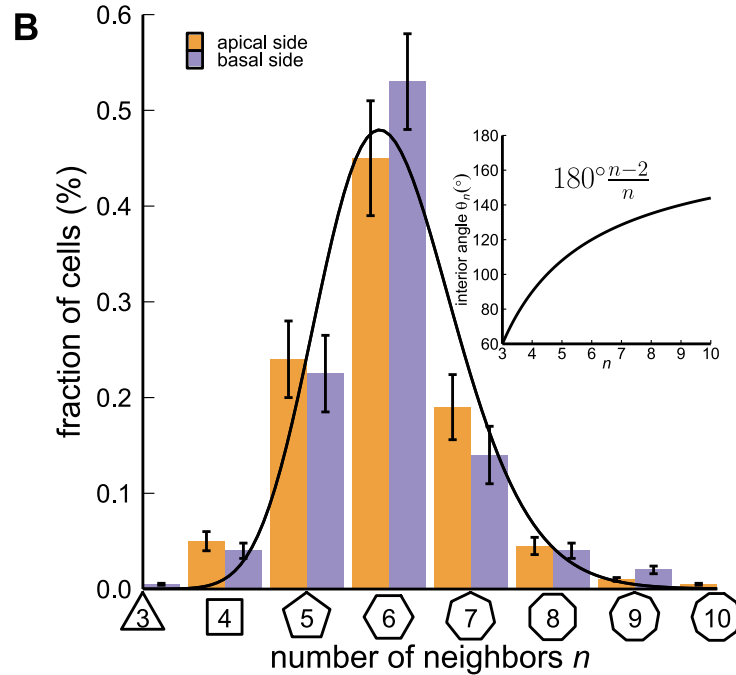 B
apical side
basal side
fraction of cells (%)
0.6
0.5
0.4
0.3
0.2
0.1
0.0
3 4 5 6 7 8 9 10
number of neighbors n
180° n−2/n
interior angle θn(°)
180
160
140
120
100
80
60
3 4 5 6 7 8 9 10
n